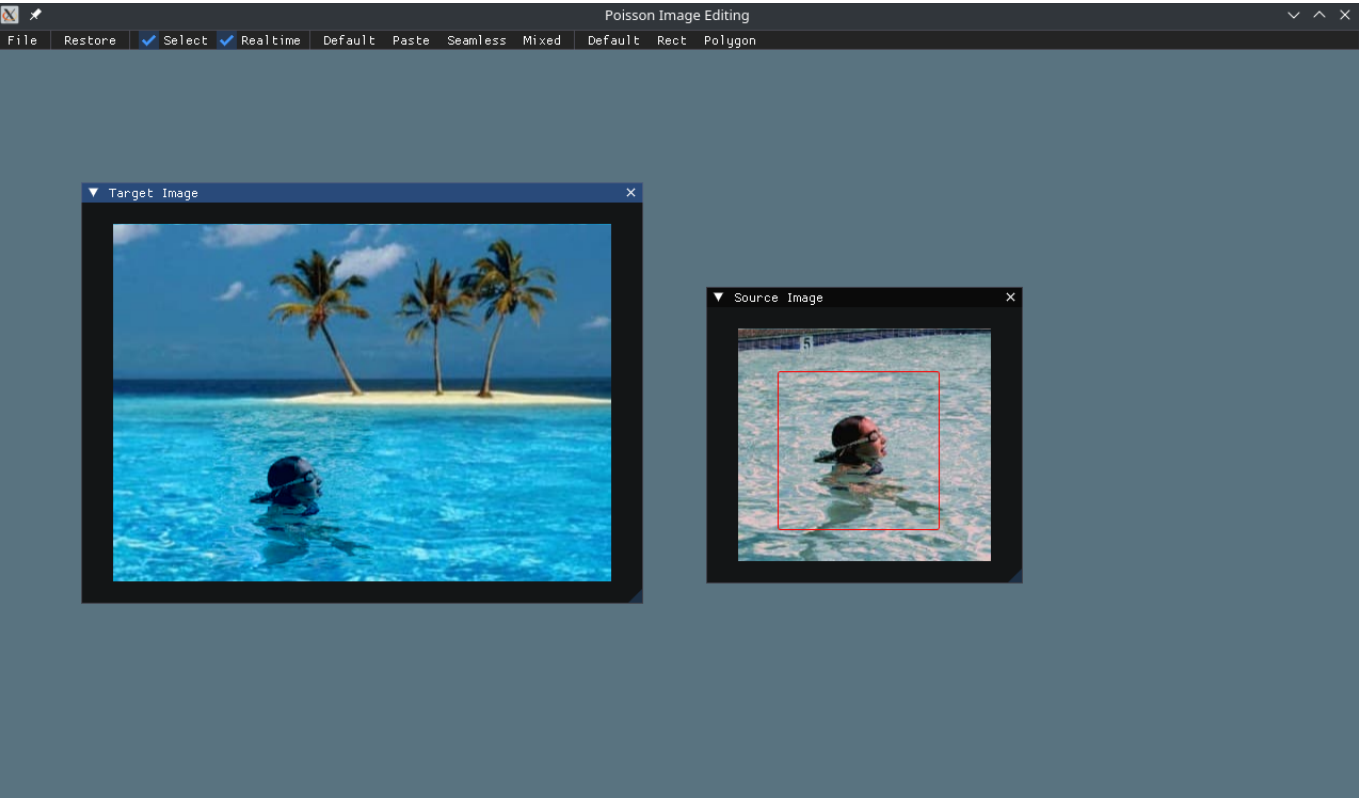 Poisson Image Editing
File Restore Select Realtime Default Paste Seamless Mixed Default Rect Polygon
Target Image
Source Image
5